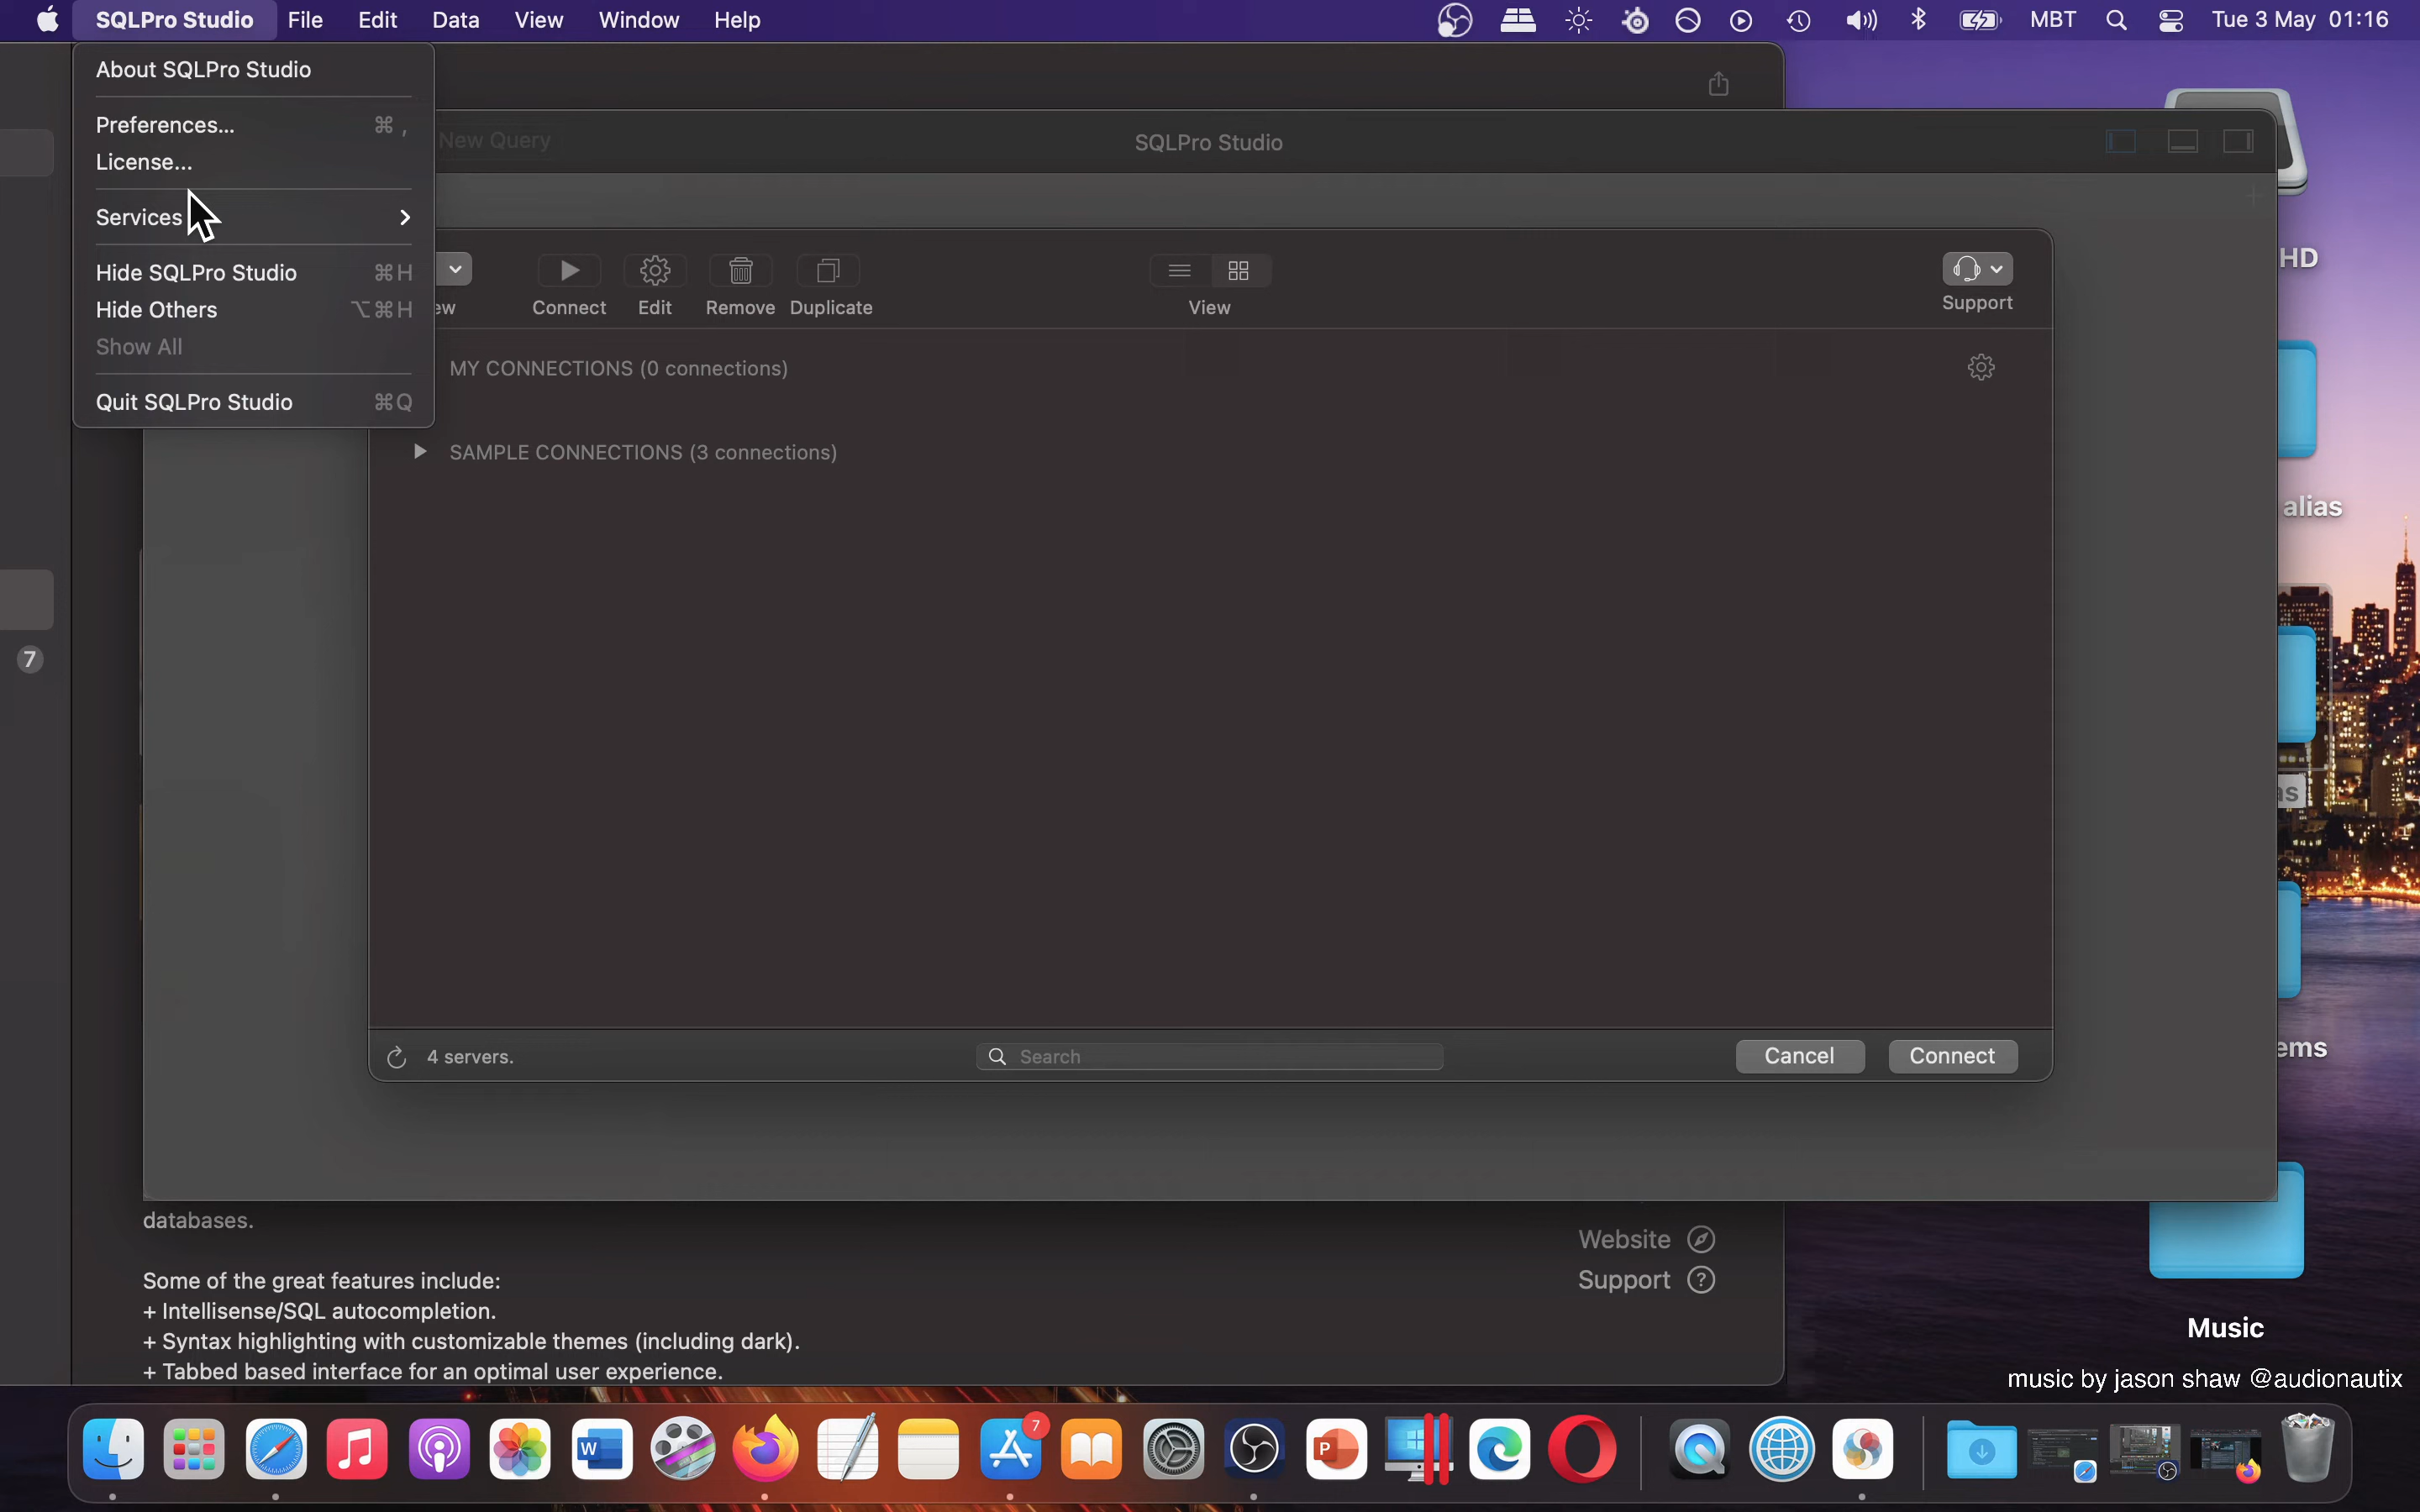 SQLPro Studio File Edit Data View Window Help MBT Tue 3 May 01:16
About SQLPro Studio
Preferences... ⌘ ,
License...
Services
Hide SQLPro Studio ⌘H
Hide Others ⌥⌘H
Show All
Quit SQLPro Studio ⌘Q
New Query
SQLPro Studio
Connect Edit Remove Duplicate
View
Support
MY CONNECTIONS (0 connections)
SAMPLE CONNECTIONS (3 connections)
4 servers.
Search
Cancel
Connect
HD
alias
7
databases.
Some of the great features include:
+ Intellisense/SQL autocompletion.
+ Syntax highlighting with customizable themes (including dark).
+ Tabbed based interface for an optimal user experience.
Website
Support
Music
music by jason shaw @audionautix
7
W
P